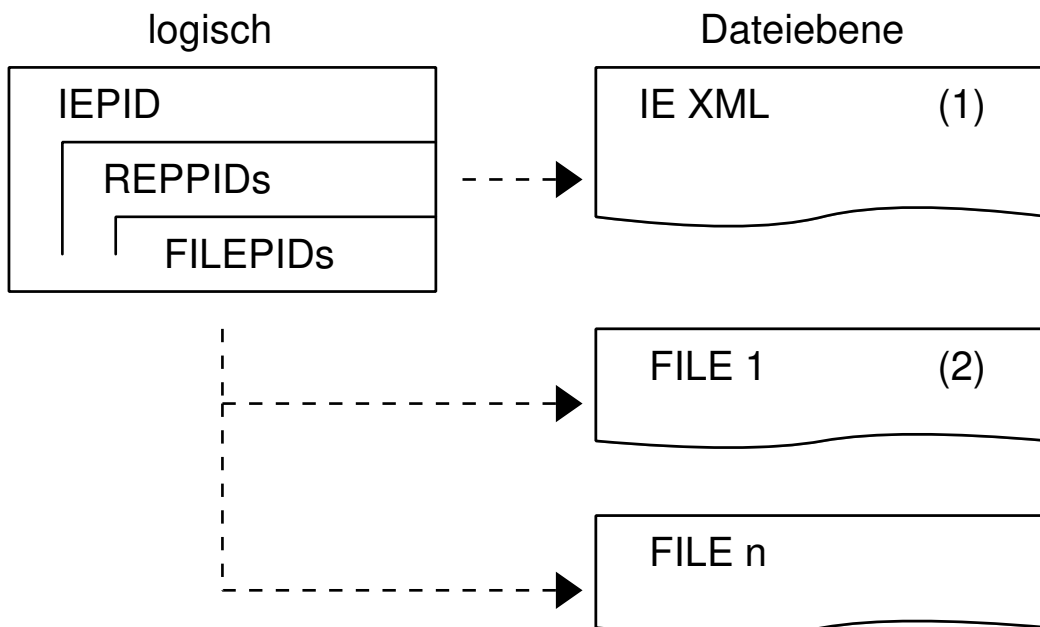 logisch
Dateiebene
IEPID
REPPIDs
FILEPIDs
IE XML (1)
FILE 1 (2)
FILE n